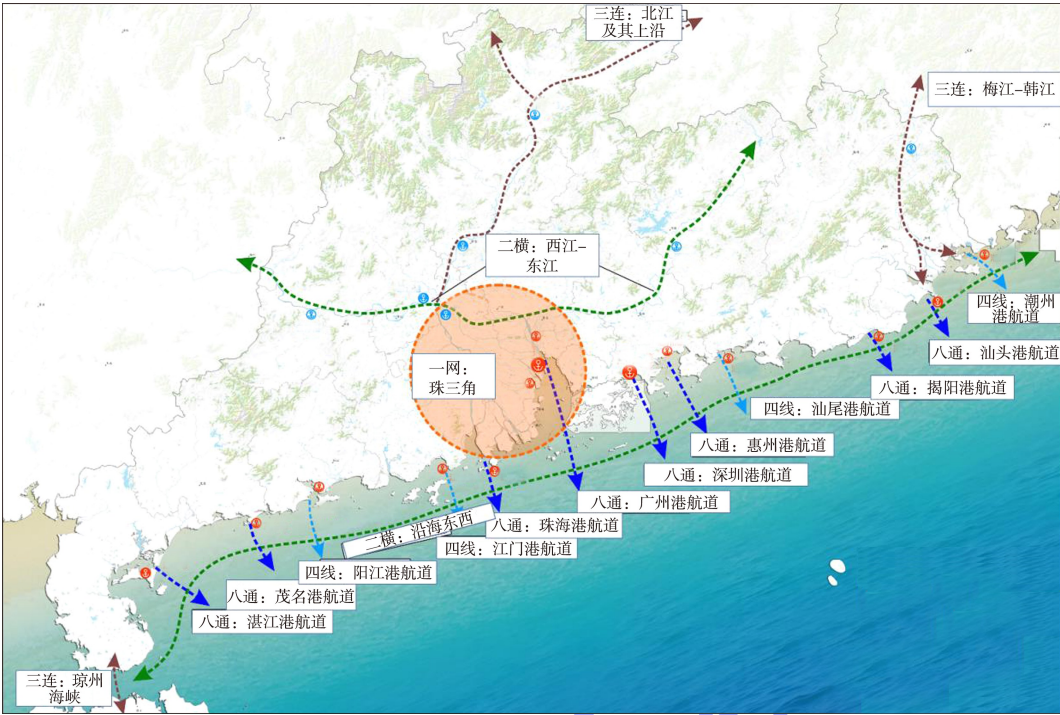 三连：北江
及其上沿
三连：梅江-韩江
二横：西江-
东江
一网：
珠三角
四线：潮州
港航道
八通：汕头港航道
八通：揭阳港航道
四线：汕尾港航道
八通：惠州港航道
八通：深圳港航道
八通：广州港航道
八通：珠海港航道
二横：沿海东西
四线：江门港航道
四线：阳江港航道
八通：茂名港航道
八通：湛江港航道
三连：琼州
海峡